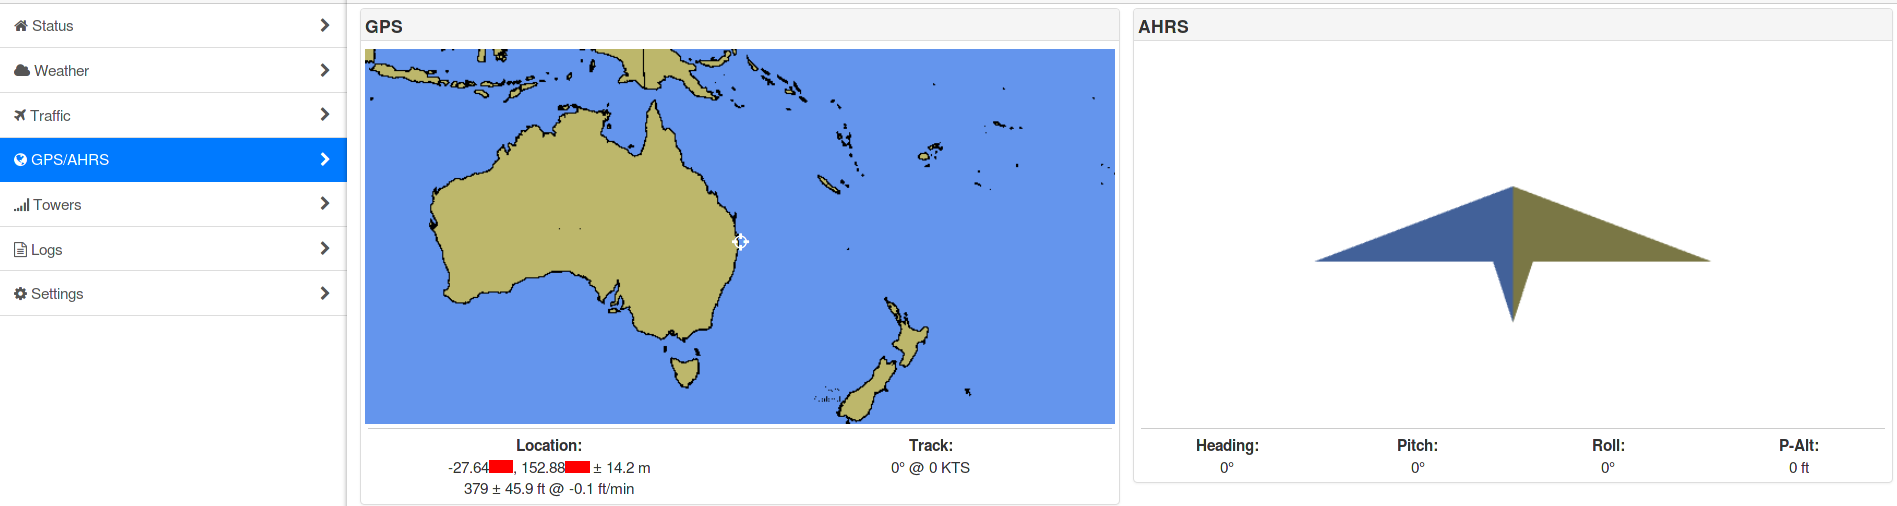 Status
Weather
Traffic
GPS/AHRS
Towers
Logs
Settings
GPS
Location:
-27.64, 152.88 ± 14.2 m
379 ± 45.9 ft @ -0.1 ft/min
Track:
0° @ 0 KTS
AHRS
Heading:
0°
Pitch:
0°
Roll:
0°
P-Alt:
0 ft